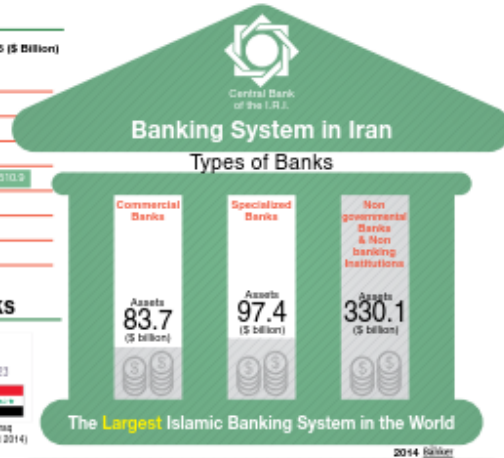 ($ Billion)
Central Bank
of the I.R.I.
Banking System in Iran
Types of Banks
510.9
Commercial
Banks
Assets
83.7
($ billion)
Specialized
Banks
Assets
97.4
($ billion)
Non
governmental
Banks
& Non
banking
Institutions
Assets
330.1
($ billion)
2014)
The Largest Islamic Banking System in the World
2014 Banker